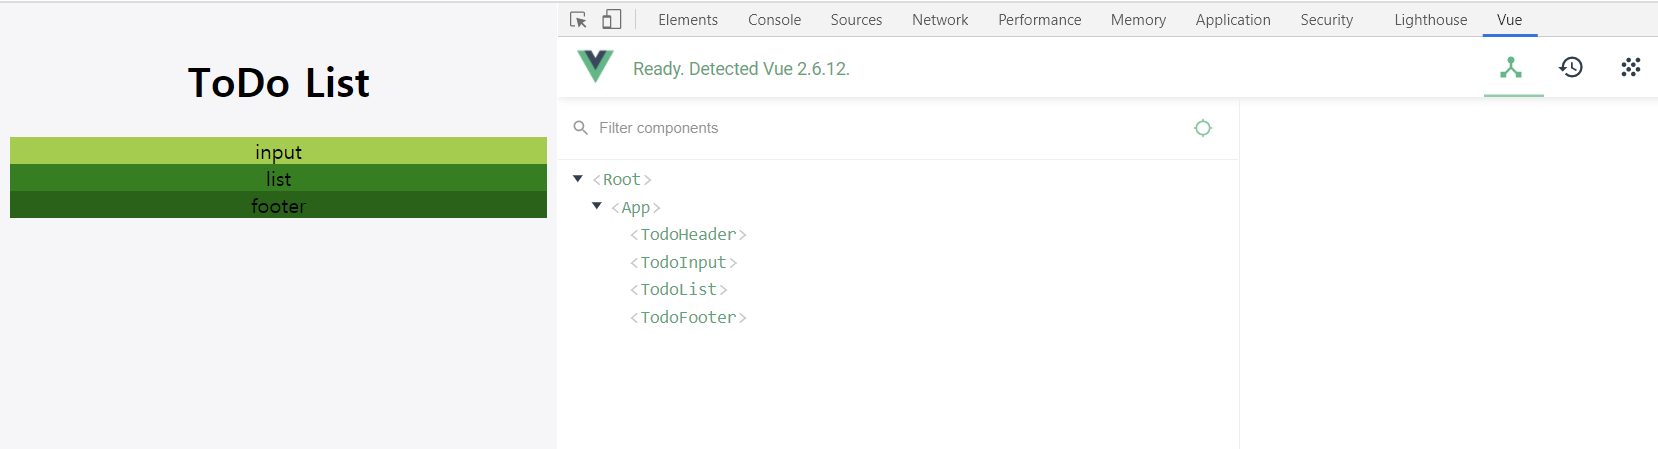 ToDo List
input
list
footer
Elements Console Sources Network Performance Memory Application Security Lighthouse Vue
Ready. Detected Vue 2.6.12.
Filter components
<Root>
<App>
<TodoHeader>
<TodoInput>
<TodoList>
<TodoFooter>